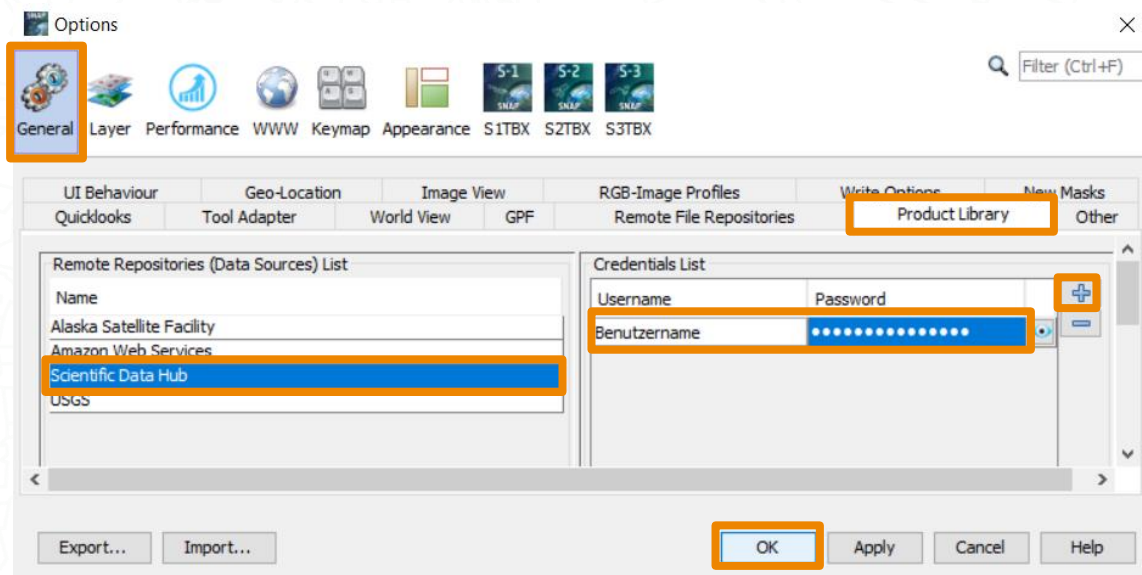 Options
Filter (Ctrl+F)
S-1 SNAP S-2 SNAP S-3 SNAP
General Layer Performance WWW Keymap Appearance S1TBX S2TBX S3TBX
UI Behaviour Geo-Location Image View RGB-Image Profiles Write Options New Masks
Quicklooks Tool Adapter World View GPF Remote File Repositories Product Library Other
Remote Repositories (Data Sources) List Credentials List
Name Username Password
Alaska Satellite Facility Benutzername
Amazon Web Services
Scientific Data Hub
USGS
Export... Import... OK Apply Cancel Help